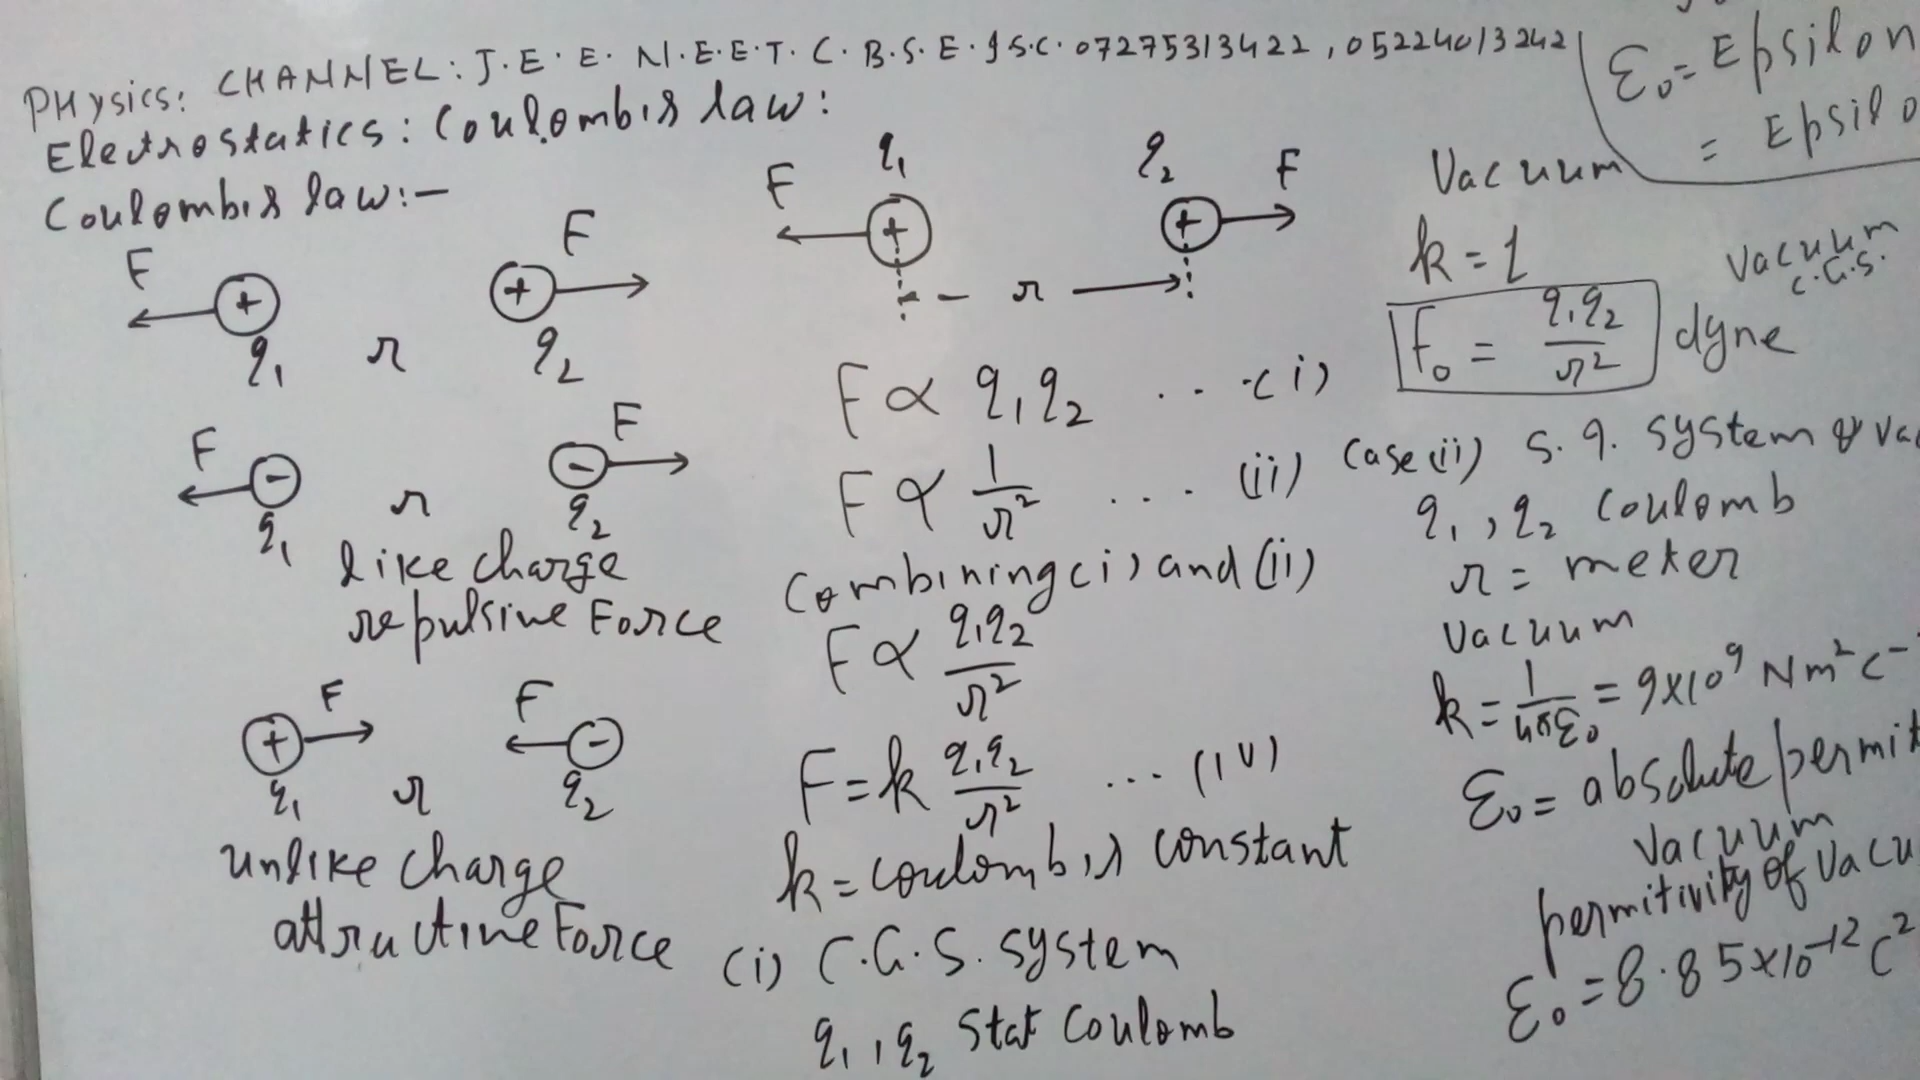 PHysics: CHANNEL: J.E.E. N.E.E.T. C.B.S.E. I.S.C. 07275313422, 05224013242
Electrostatics: Coulomb's law:
Coulomb's law:-
F
F
+
+
q₁ r q₂
F
F
-
-
q₁ r q₂
like charge
repulsive Force
F
F
+
-
q₁ r q₂
unlike charge
attractive Force
q₁ q₂
F
F
+
+
r
F ∝ q₁q₂ ... (i)
F ∝ 1/r² .... (ii)
Combining (i) and (ii)
F ∝ q₁q₂/r²
F = k q₁q₂/r² ... (IV)
k = coulomb's constant
(i) C.G.S. system
q₁, q₂ Stat Coulomb
ε₀ = Epsilon
= Epsilo
Vacuum
k = 1
Vacuum
C.G.S.
F₀ = q₁q₂/r² dyne
Case (ii) S.I. system & Vac
q₁, q₂ Coulomb
r = meter
Vacuum
k = 1/4πε₀ = 9×10⁹ Nm²C⁻
ε₀ = absolute permit
Vacuum
permitivity of Vacu
ε₀ = 8.85×10⁻¹² C²